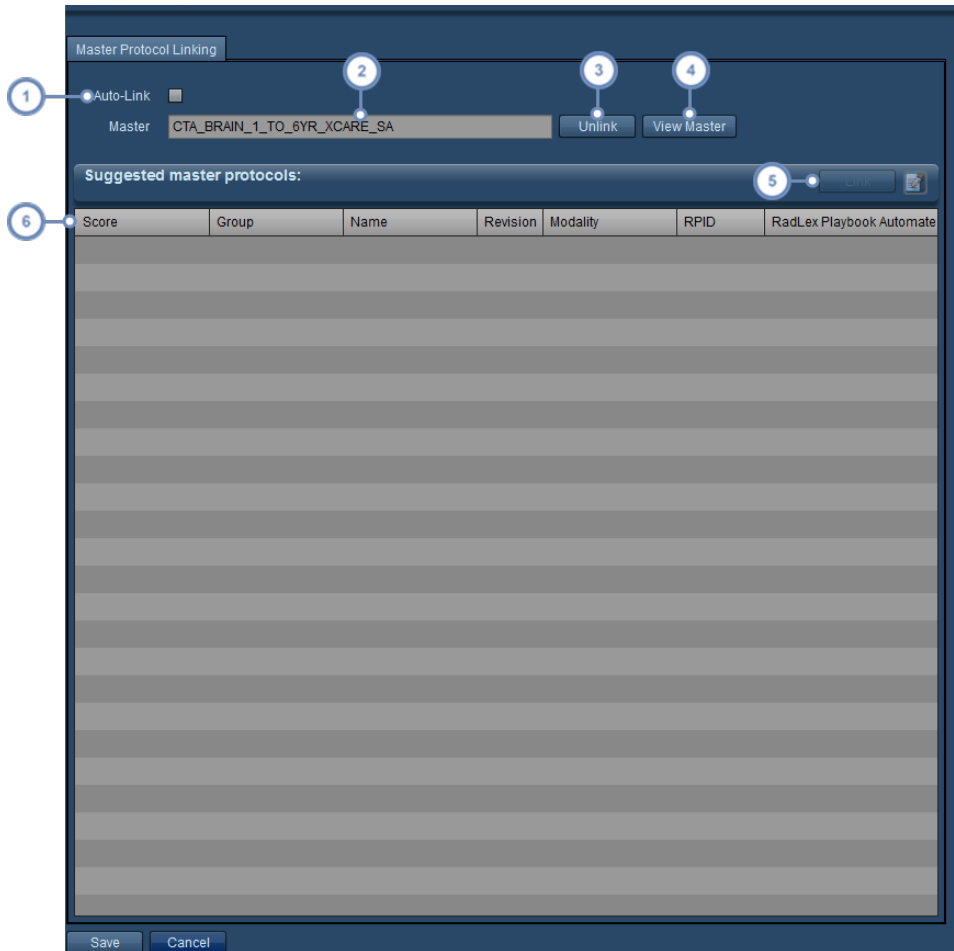 Master Protocol Linking
2 3 4
1 Auto-Link
Master CTA_BRAIN_1_TO_6YR_XCARE_SA Unlink View Master
Suggested master protocols: 5 Link
6 Score Group Name Revision Modality RPID RadLex Playbook Automate
Save Cancel